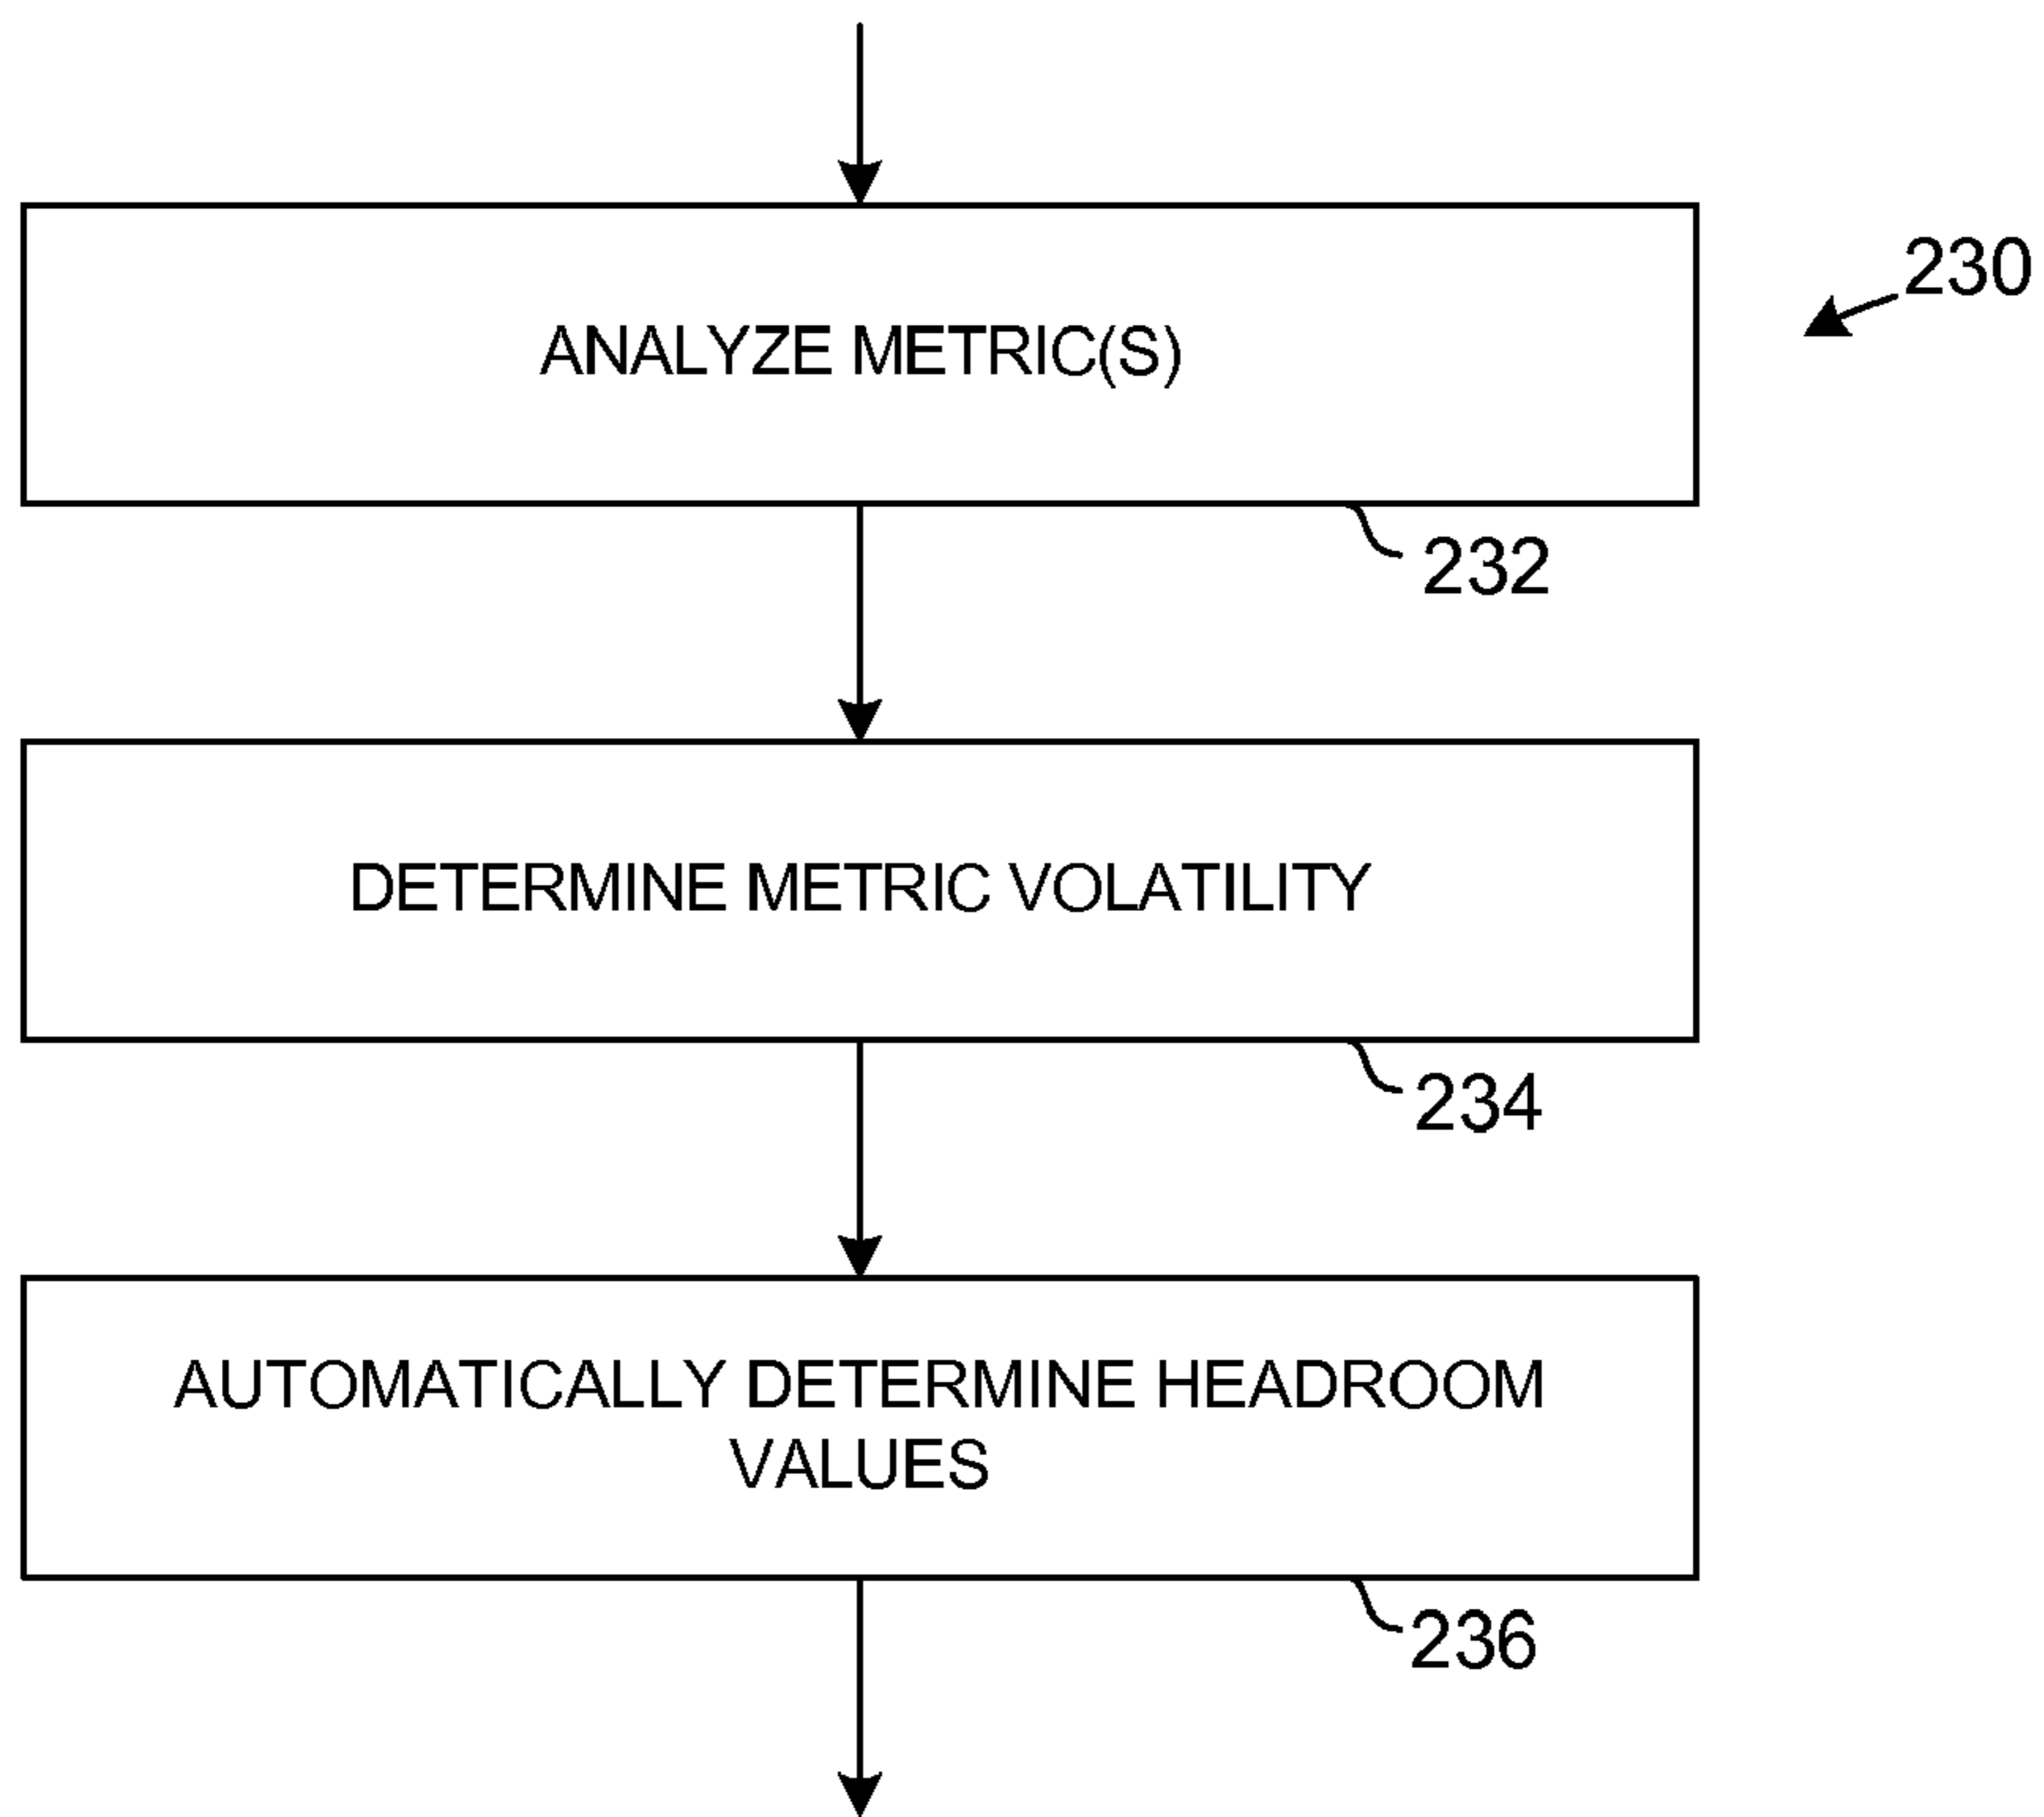 230
ANALYZE METRIC(S)
232
DETERMINE METRIC VOLATILITY
234
AUTOMATICALLY DETERMINE HEADROOM
VALUES
236